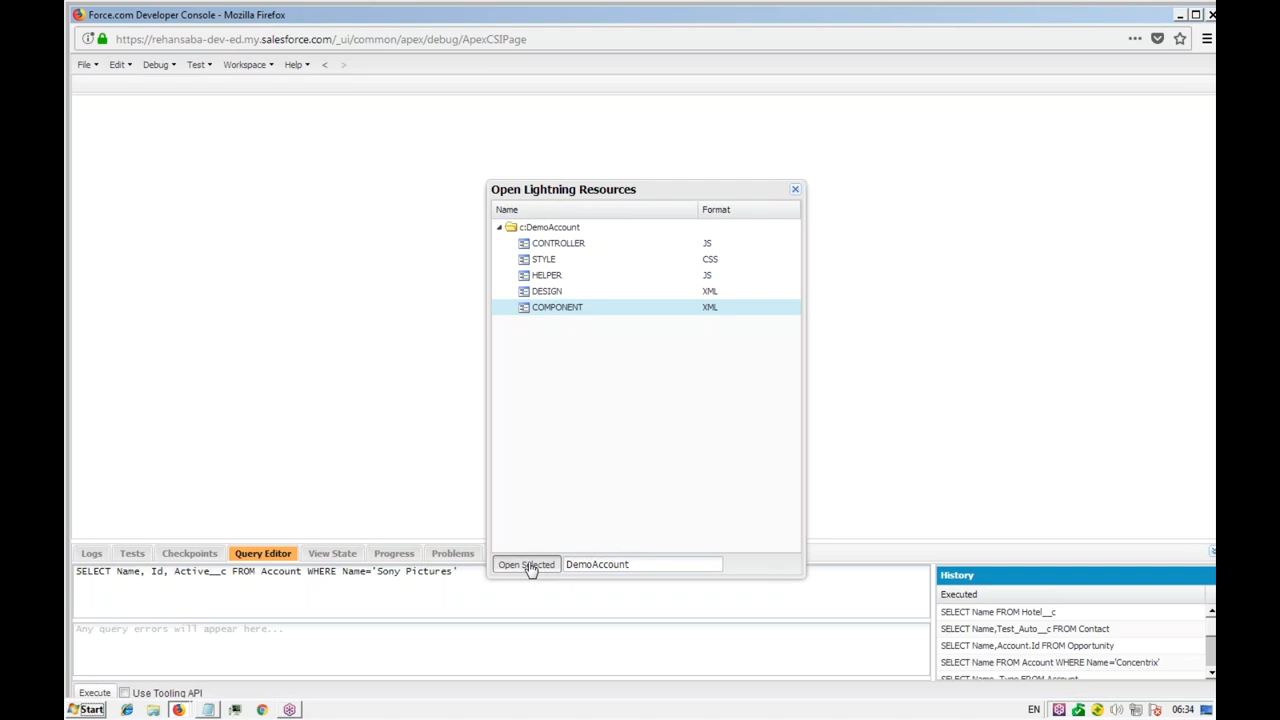 Force.com Developer Console - Mozilla Firefox
https://rehansaba-dev-ed.my.salesforce.com/_ui/common/apex/debug/ApexCSIPage
File Edit Debug Test Workspace Help < >
Open Lightning Resources
Name Format
c:DemoAccount
CONTROLLER JS
STYLE CSS
HELPER JS
DESIGN XML
COMPONENT XML
Open Selected DemoAccount
Logs Tests Checkpoints Query Editor View State Progress Problems
SELECT Name, Id, Active__c FROM Account WHERE Name='Sony Pictures'
Any query errors will appear here...
History
Executed
SELECT Name FROM Hotel__c
SELECT Name,Test_Auto__c FROM Contact
SELECT Name,Account.Id FROM Opportunity
SELECT Name FROM Account WHERE Name='Concentrix'
SELECT Name, Type FROM Account
Execute Use Tooling API
Start EN 06:34